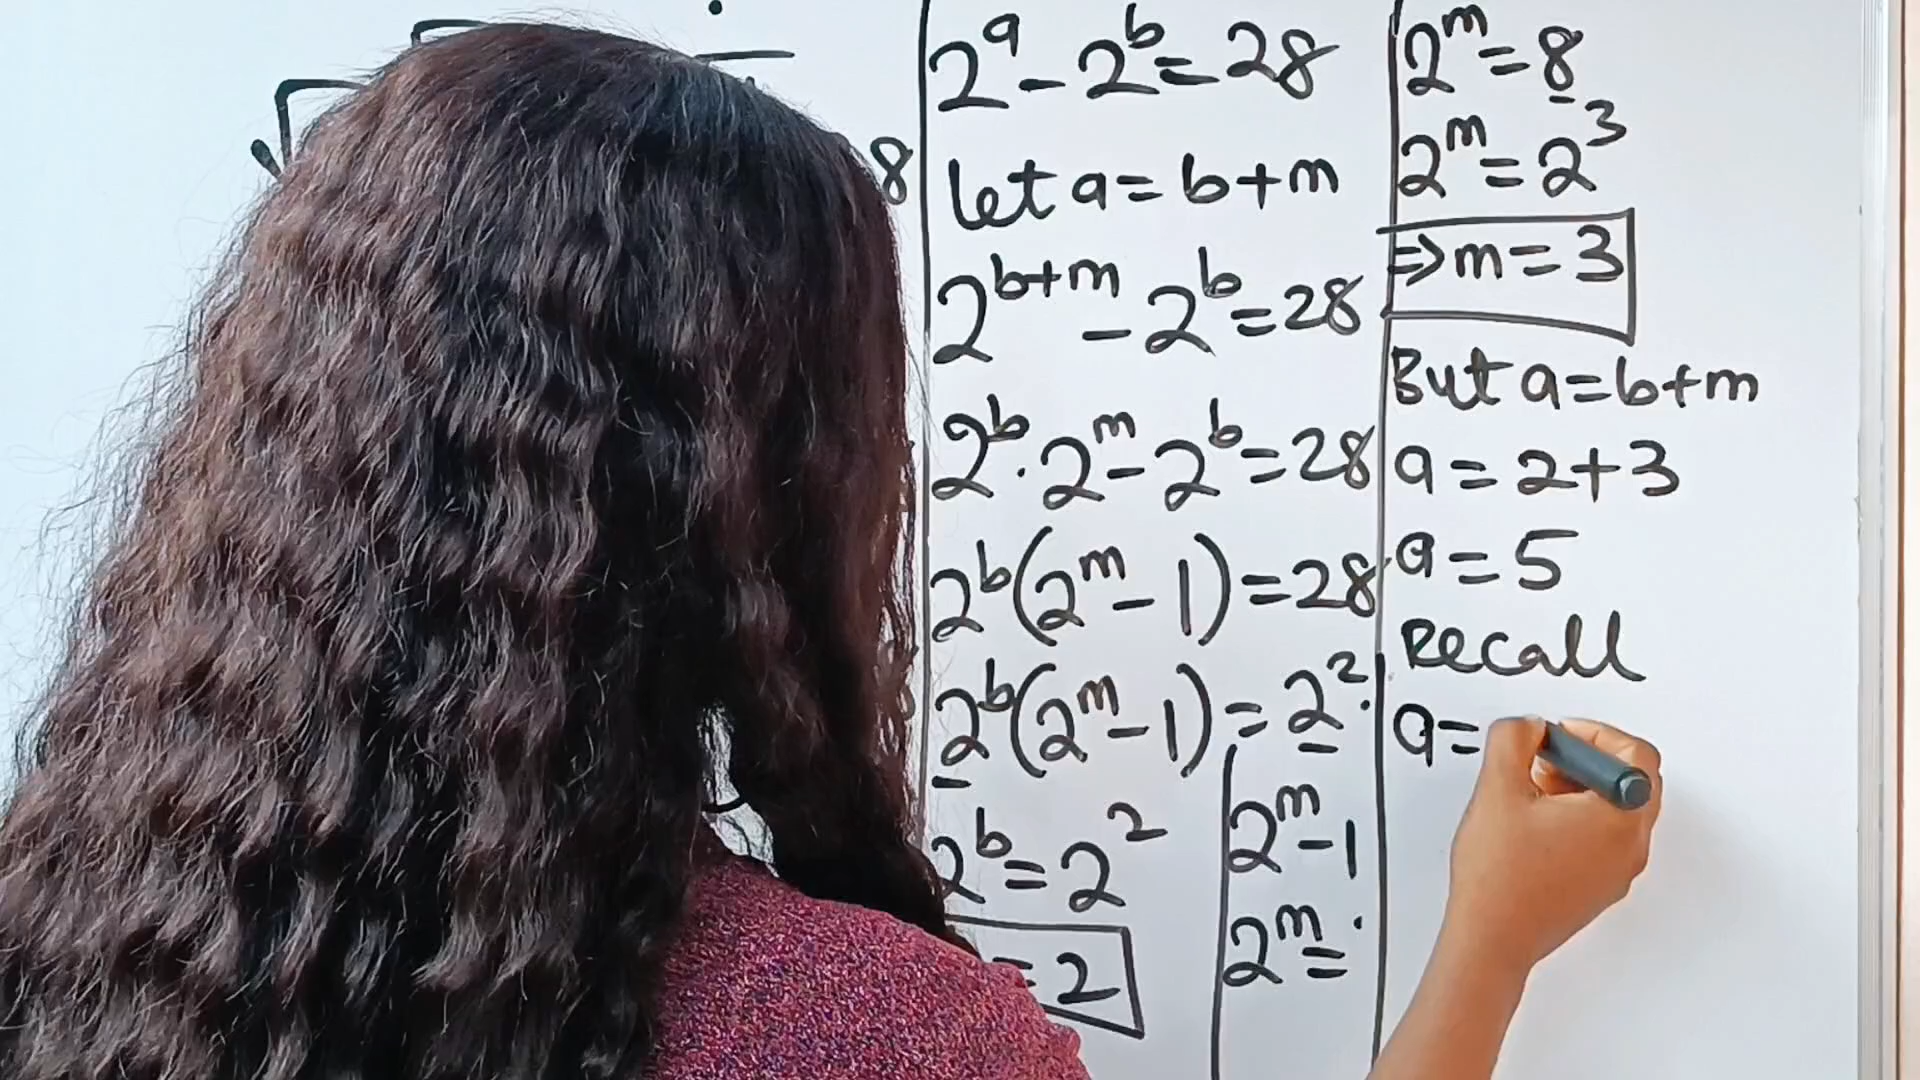 8
2^a - 2^b = 28
let a = b+m
2^{b+m} - 2^b = 28
2^b · 2^m - 2^b = 28
2^b(2^m - 1) = 28
2^b(2^m - 1) = 2^2 ·
2^b = 2^2
= 2
2^m - 1
2^m =
2^m = 8
2^m = 2^3
⇒ m = 3
But a = b+m
a = 2+3
a = 5
Recall
a =